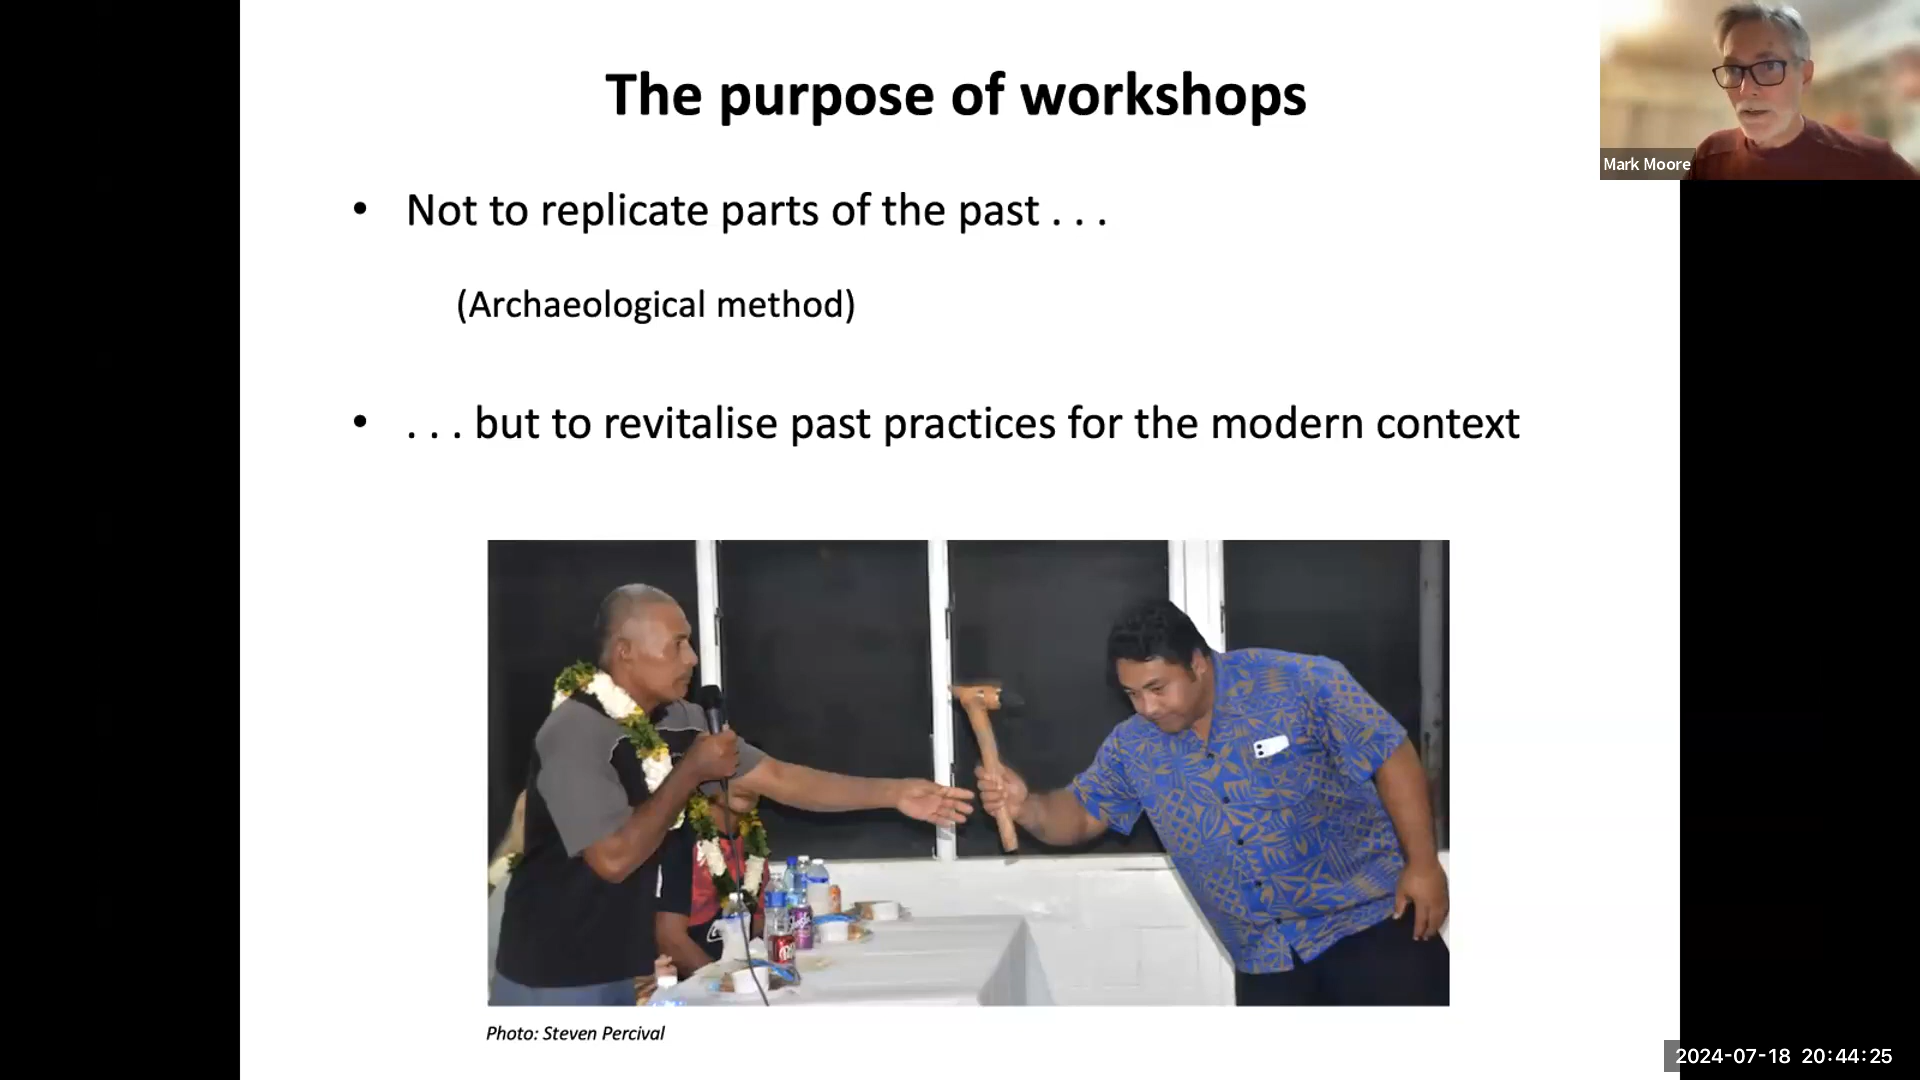 The purpose of workshops
Mark Moore
• Not to replicate parts of the past . . .
(Archaeological method)
• . . . but to revitalise past practices for the modern context
Photo: Steven Percival
2024-07-18 20:44:25